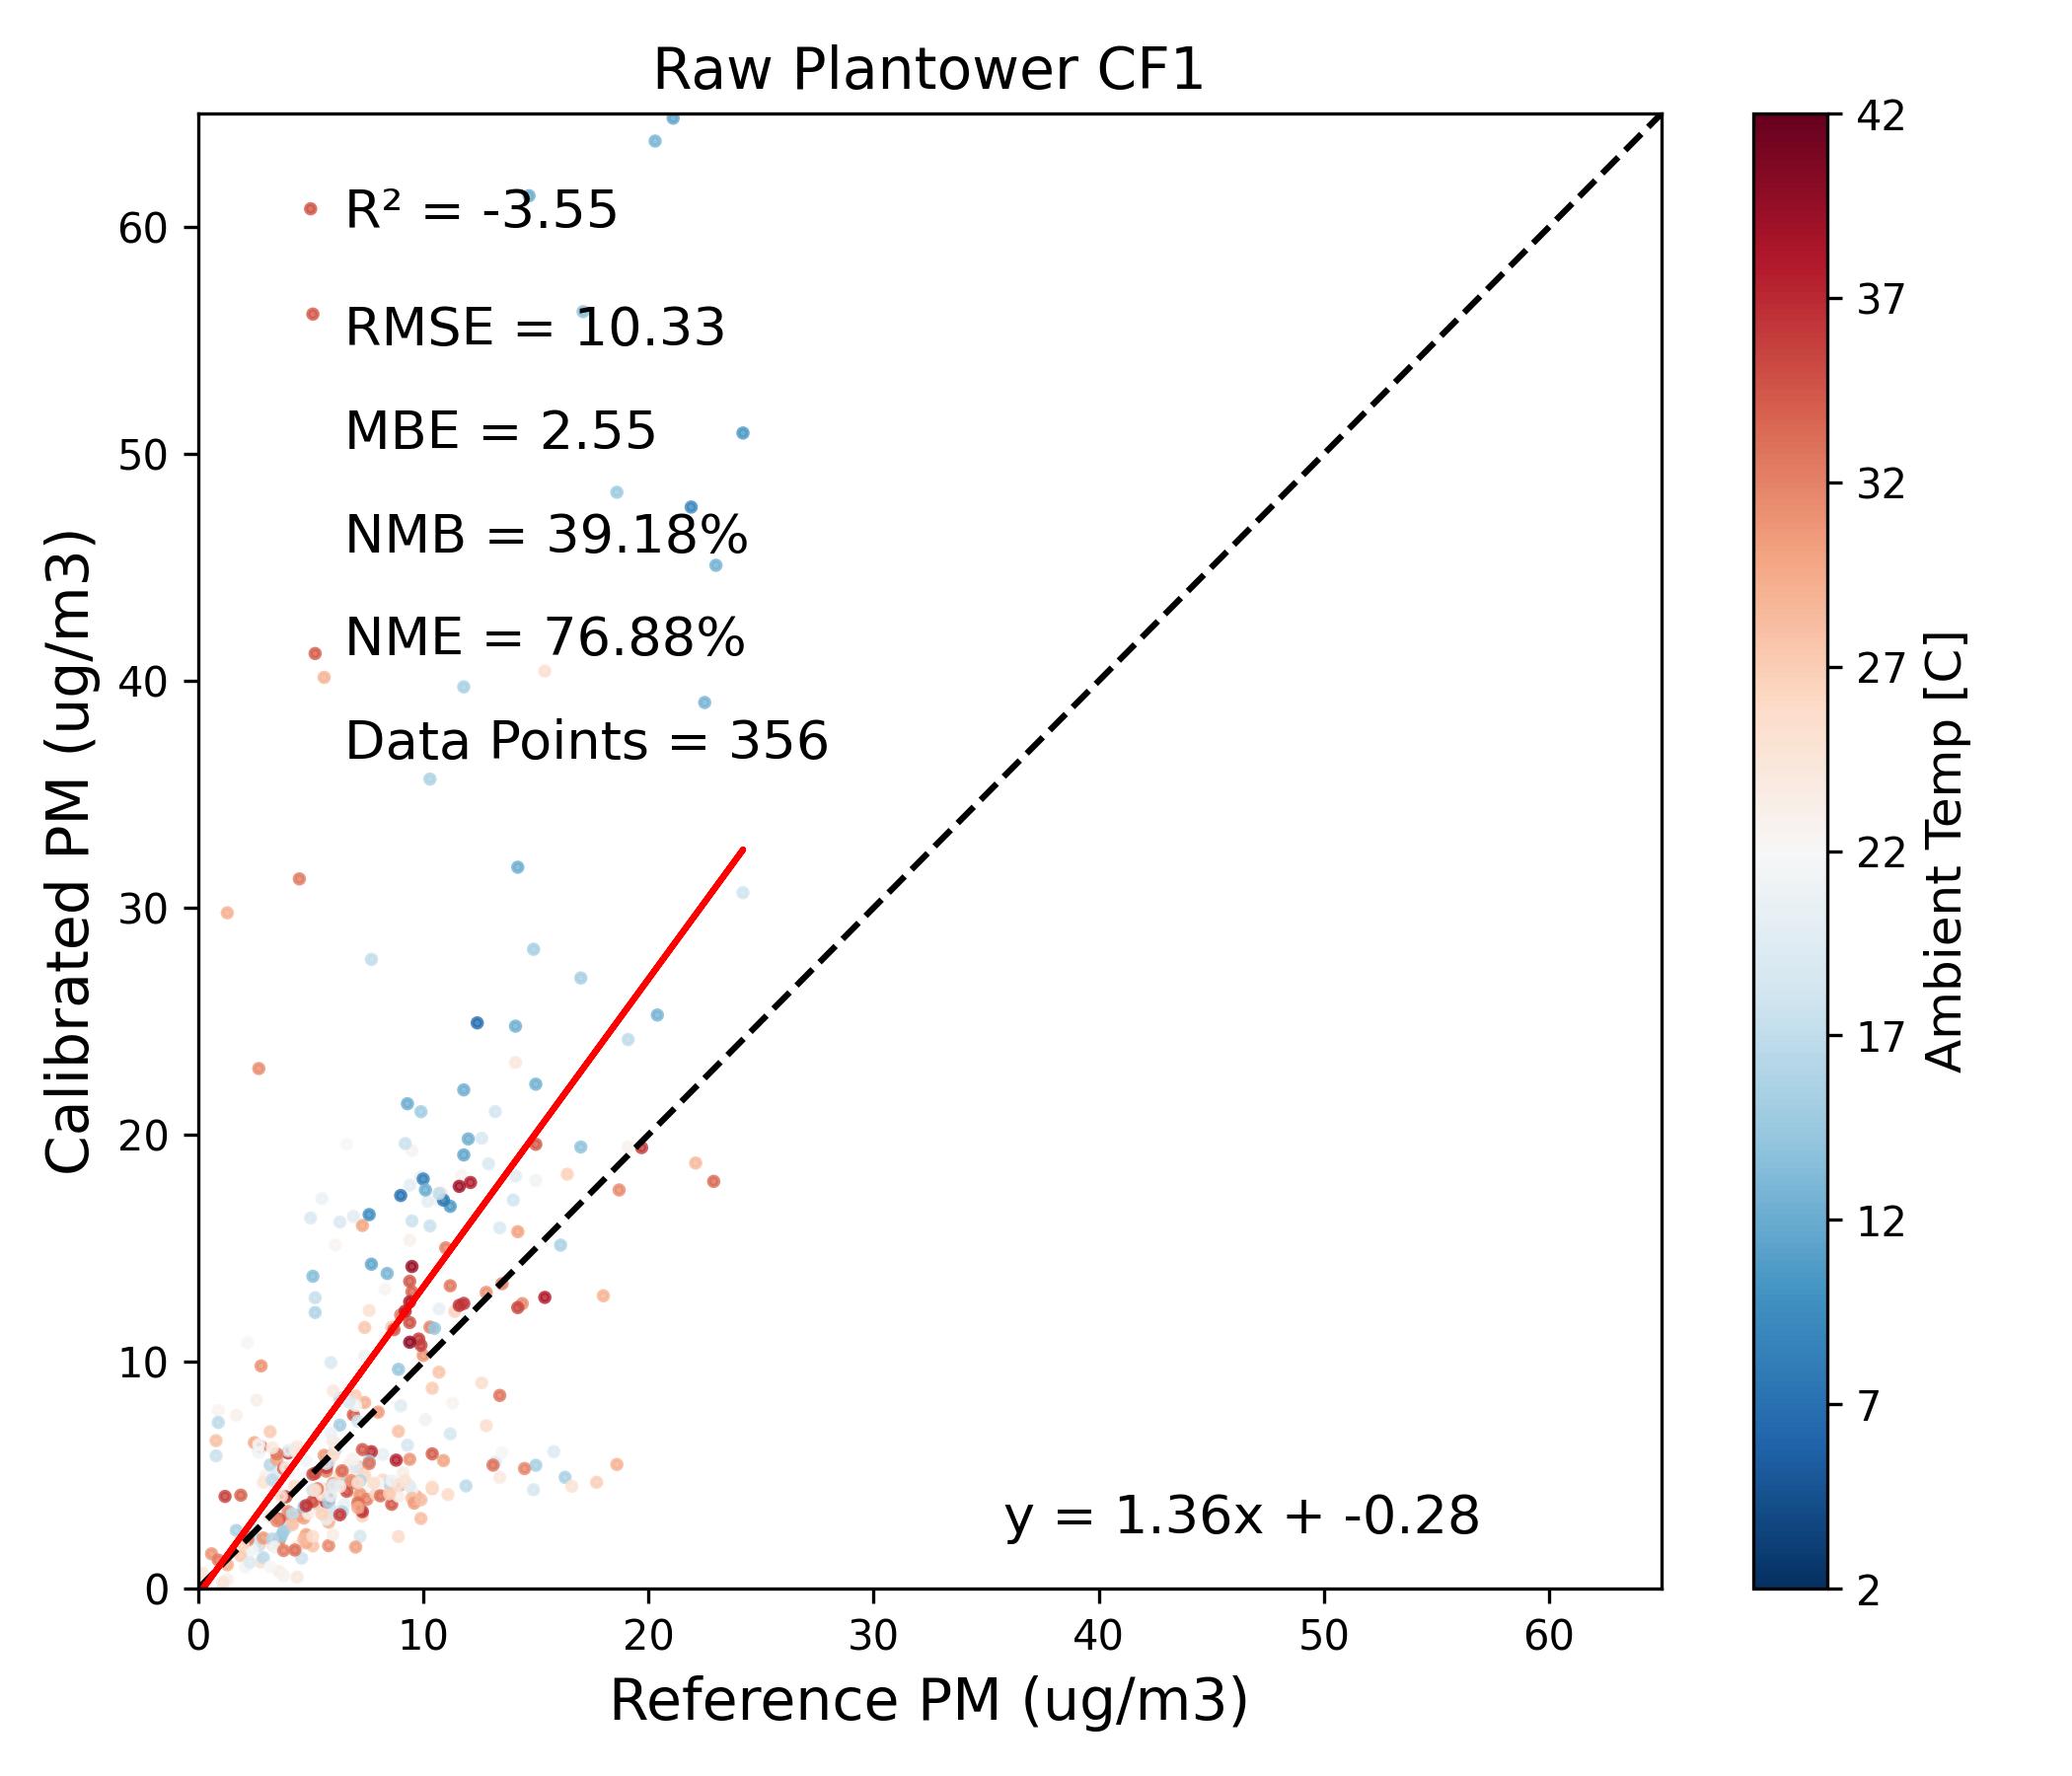 Raw Plantower CF1
R² = -3.55
RMSE = 10.33
MBE = 2.55
NMB = 39.18%
NME = 76.88%
Data Points = 356
y = 1.36x + -0.28
Calibrated PM (ug/m3)
60
50
40
30
20
10
0
0 10 20 30 40 50 60
Reference PM (ug/m3)
42
37
32
27
22
17
12
7
2
Ambient Temp [C]